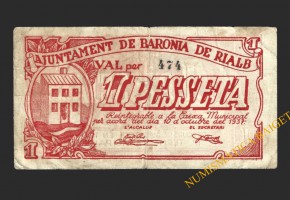 AJUNTAMENT DE BARONIA DE RIALB
VAL per 474
1 PESSETA
Reintegrable a la Caixa Municipal
per acord del dia 10 d'octubre del 1937.
L'ALCALDE EL SECRETARI
1 1